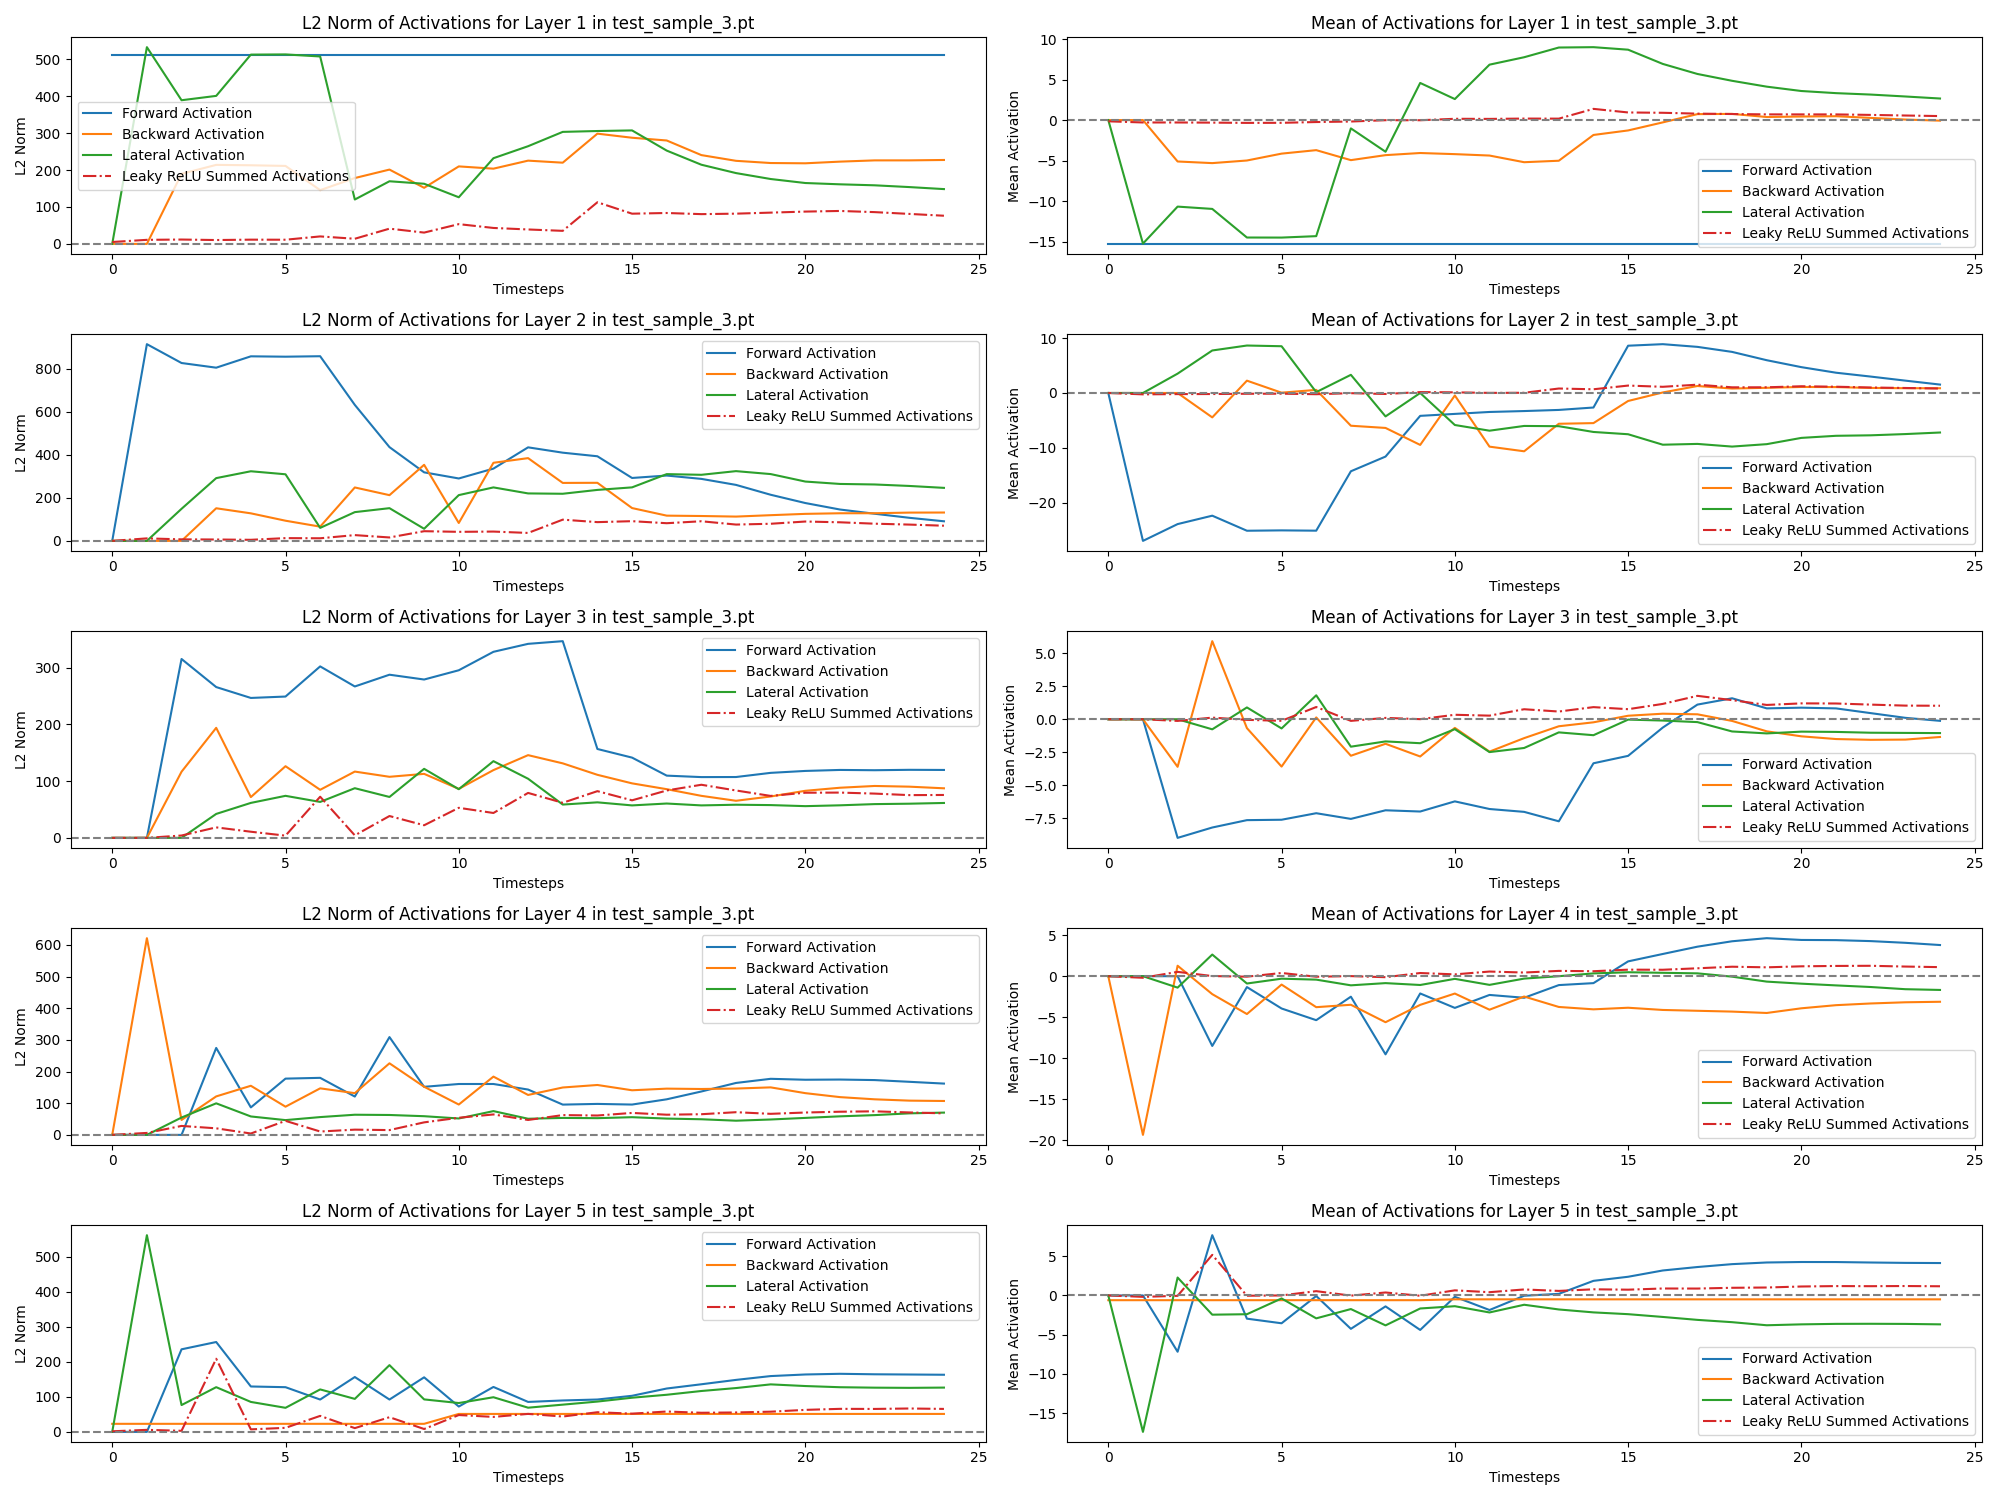 L2 Norm of Activations for Layer 1 in test_sample_3.pt
L2 Norm
500
400
300
200
100
0
Forward Activation
Backward Activation
Lateral Activation
Leaky ReLU Summed Activations
0 5 10 15 20 25
Timesteps
Mean of Activations for Layer 1 in test_sample_3.pt
Mean Activation
10
5
0
−5
−10
−15
Forward Activation
Backward Activation
Lateral Activation
Leaky ReLU Summed Activations
0 5 10 15 20 25
Timesteps
L2 Norm of Activations for Layer 2 in test_sample_3.pt
L2 Norm
800
600
400
200
0
Forward Activation
Backward Activation
Lateral Activation
Leaky ReLU Summed Activations
0 5 10 15 20 25
Timesteps
Mean of Activations for Layer 2 in test_sample_3.pt
Mean Activation
10
0
−10
−20
Forward Activation
Backward Activation
Lateral Activation
Leaky ReLU Summed Activations
0 5 10 15 20 25
Timesteps
L2 Norm of Activations for Layer 3 in test_sample_3.pt
L2 Norm
300
200
100
0
Forward Activation
Backward Activation
Lateral Activation
Leaky ReLU Summed Activations
0 5 10 15 20 25
Timesteps
Mean of Activations for Layer 3 in test_sample_3.pt
Mean Activation
5.0
2.5
0.0
−2.5
−5.0
−7.5
Forward Activation
Backward Activation
Lateral Activation
Leaky ReLU Summed Activations
0 5 10 15 20 25
Timesteps
L2 Norm of Activations for Layer 4 in test_sample_3.pt
L2 Norm
600
500
400
300
200
100
0
Forward Activation
Backward Activation
Lateral Activation
Leaky ReLU Summed Activations
0 5 10 15 20 25
Timesteps
Mean of Activations for Layer 4 in test_sample_3.pt
Mean Activation
5
0
−5
−10
−15
−20
Forward Activation
Backward Activation
Lateral Activation
Leaky ReLU Summed Activations
0 5 10 15 20 25
Timesteps
L2 Norm of Activations for Layer 5 in test_sample_3.pt
L2 Norm
500
400
300
200
100
0
Forward Activation
Backward Activation
Lateral Activation
Leaky ReLU Summed Activations
0 5 10 15 20 25
Timesteps
Mean of Activations for Layer 5 in test_sample_3.pt
Mean Activation
5
0
−5
−10
−15
Forward Activation
Backward Activation
Lateral Activation
Leaky ReLU Summed Activations
0 5 10 15 20 25
Timesteps